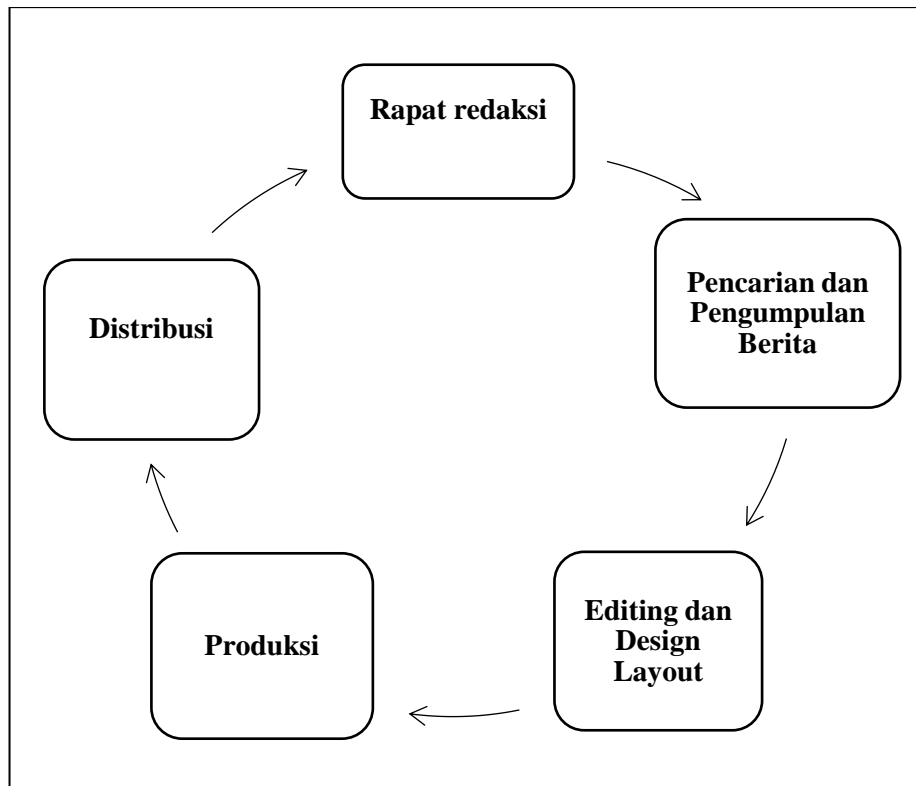 Rapat redaksi
Pencarian dan
Pengumpulan
Berita
Editing dan
Design
Layout
Produksi
Distribusi